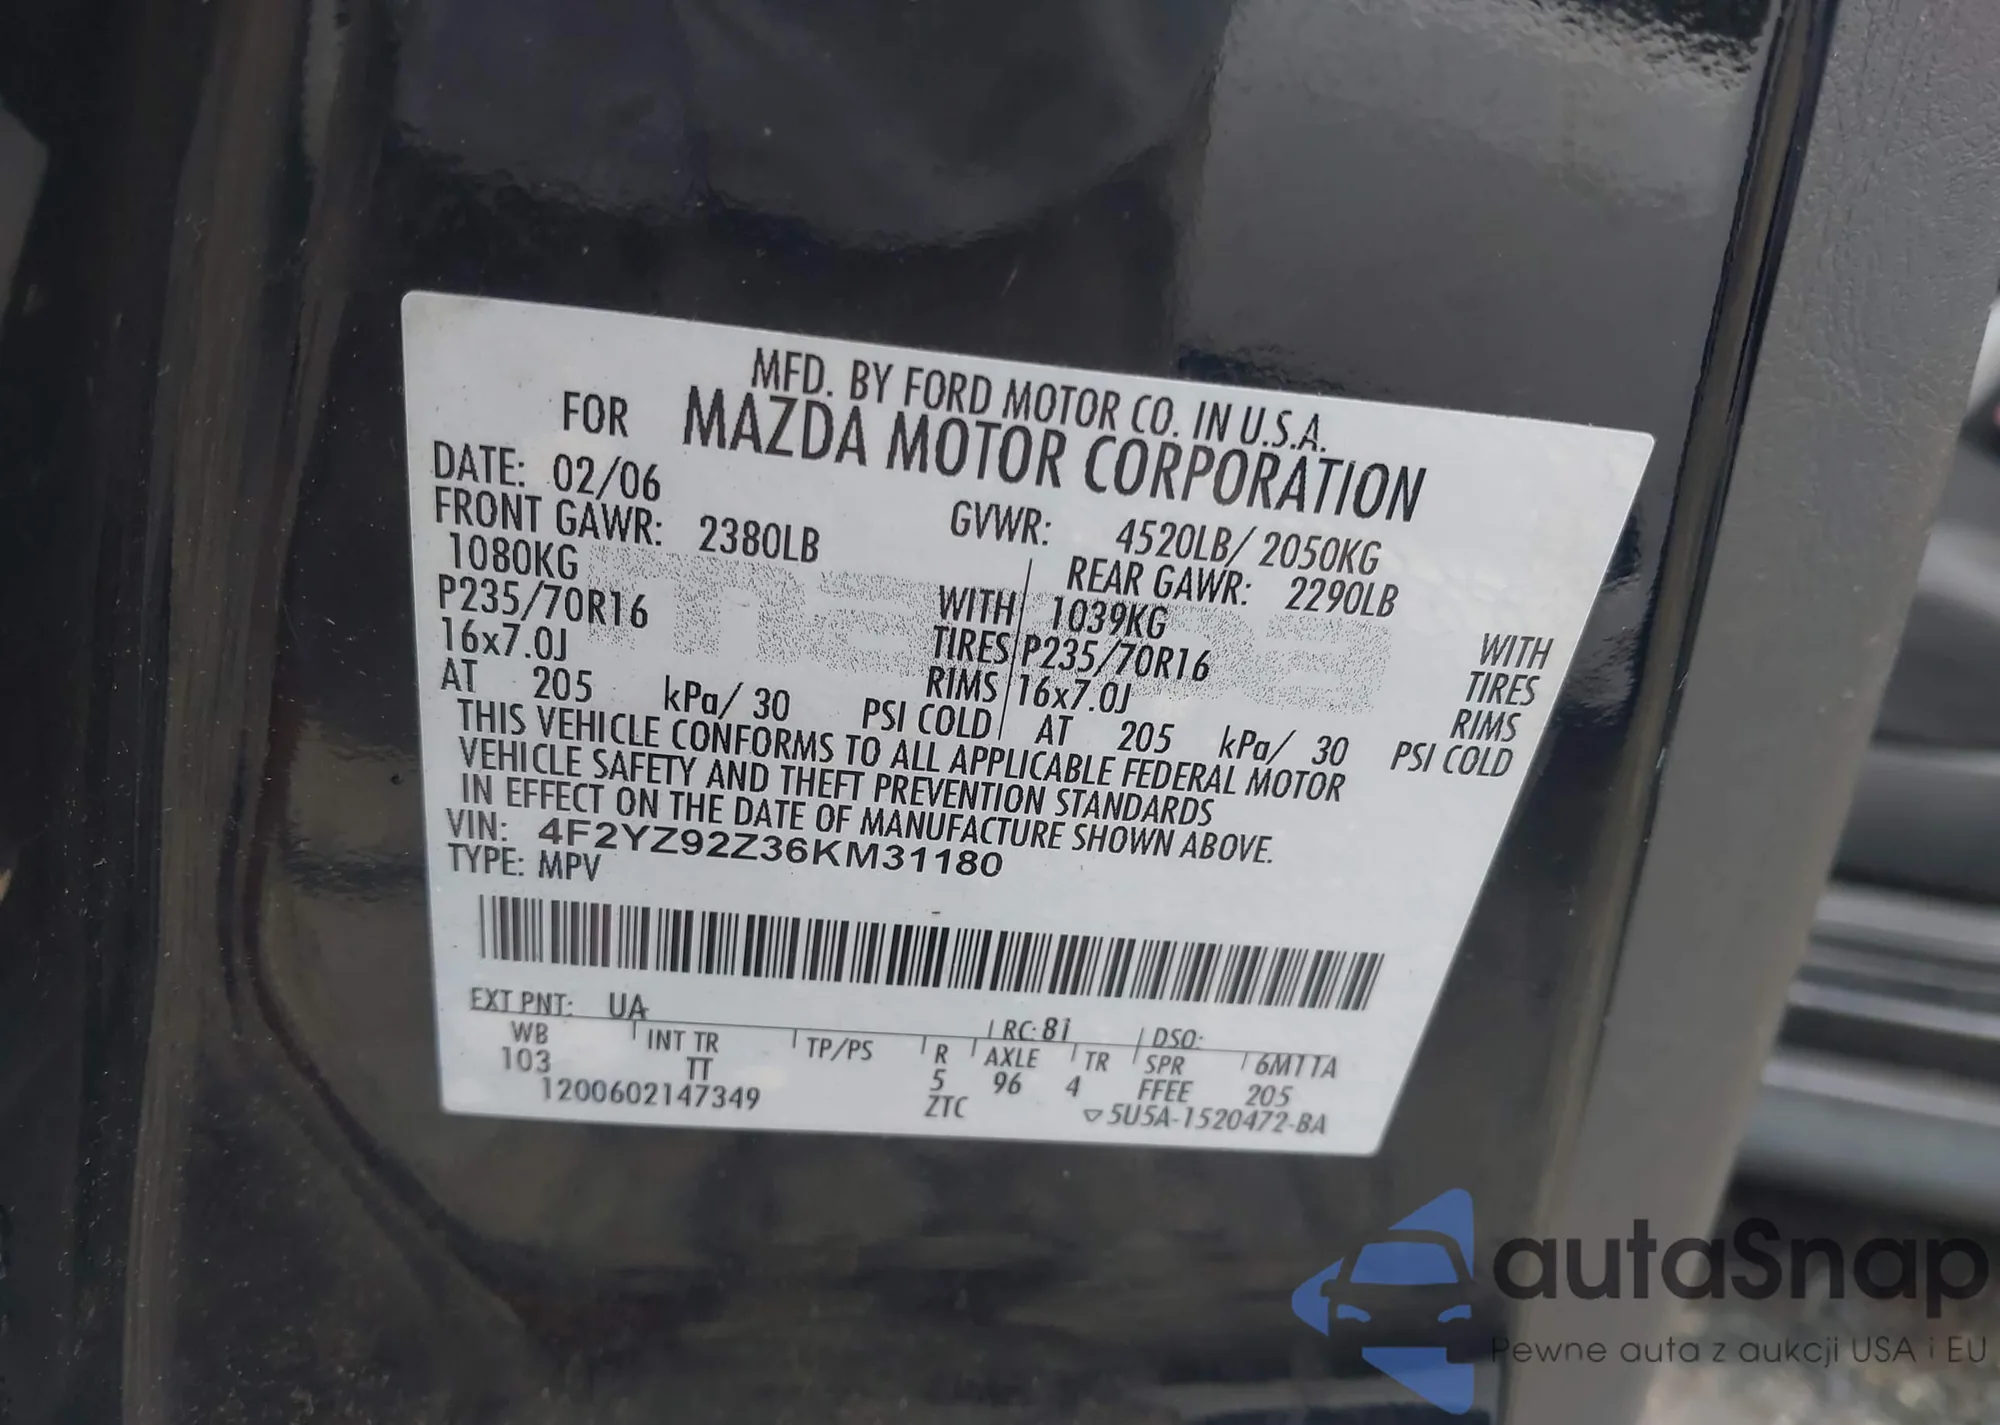 MFD. BY FORD MOTOR CO. IN U.S.A.
FOR MAZDA MOTOR CORPORATION
DATE: 02/06 GVWR: 4520LB/ 2050KG
FRONT GAWR: 2380LB REAR GAWR: 2290LB
1080KG WITH 1039KG WITH
P235/70R16 TIRES P235/70R16 TIRES
16x7.0J RIMS 16x7.0J RIMS
AT 205 kPa/ 30 PSI COLD AT 205 kPa/ 30 PSI COLD
THIS VEHICLE CONFORMS TO ALL APPLICABLE FEDERAL MOTOR
VEHICLE SAFETY AND THEFT PREVENTION STANDARDS
IN EFFECT ON THE DATE OF MANUFACTURE SHOWN ABOVE.
VIN: 4F2YZ92Z36KM31180
TYPE: MPV
EXT PNT: UA RC: 81 DSO:
WB INT TR TP/PS R AXLE TR SPR 6M1TA
103 TT 5 96 4 FFEE 205
1200602147349 ZTC 5U5A-1520472-BA
autaSnap
Pewne auta z aukcji USA i EU